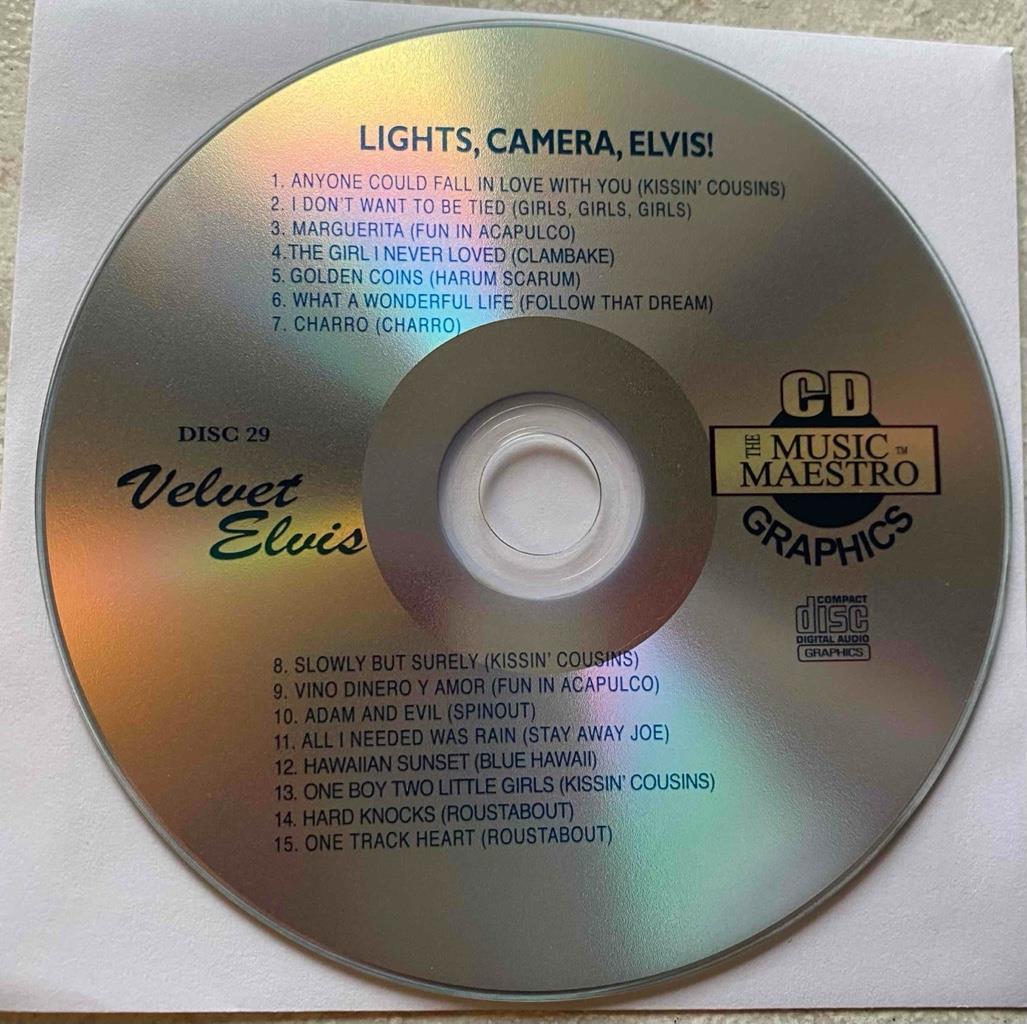 LIGHTS, CAMERA, ELVIS!
1. ANYONE COULD FALL IN LOVE WITH YOU (KISSIN' COUSINS)
2. I DON'T WANT TO BE TIED (GIRLS, GIRLS, GIRLS)
3. MARGUERITA (FUN IN ACAPULCO)
4.THE GIRL I NEVER LOVED (CLAMBAKE)
5. GOLDEN COINS (HARUM SCARUM)
6. WHAT A WONDERFUL LIFE (FOLLOW THAT DREAM)
7. CHARRO (CHARRO)
DISC 29
Velvet
Elvis
CD
THE MUSIC™
MAESTRO
GRAPHICS
COMPACT
disc
DIGITAL AUDIO
GRAPHICS
8. SLOWLY BUT SURELY (KISSIN' COUSINS)
9. VINO DINERO Y AMOR (FUN IN ACAPULCO)
10. ADAM AND EVIL (SPINOUT)
11. ALL I NEEDED WAS RAIN (STAY AWAY JOE)
12. HAWAIIAN SUNSET (BLUE HAWAII)
13. ONE BOY TWO LITTLE GIRLS (KISSIN' COUSINS)
14. HARD KNOCKS (ROUSTABOUT)
15. ONE TRACK HEART (ROUSTABOUT)